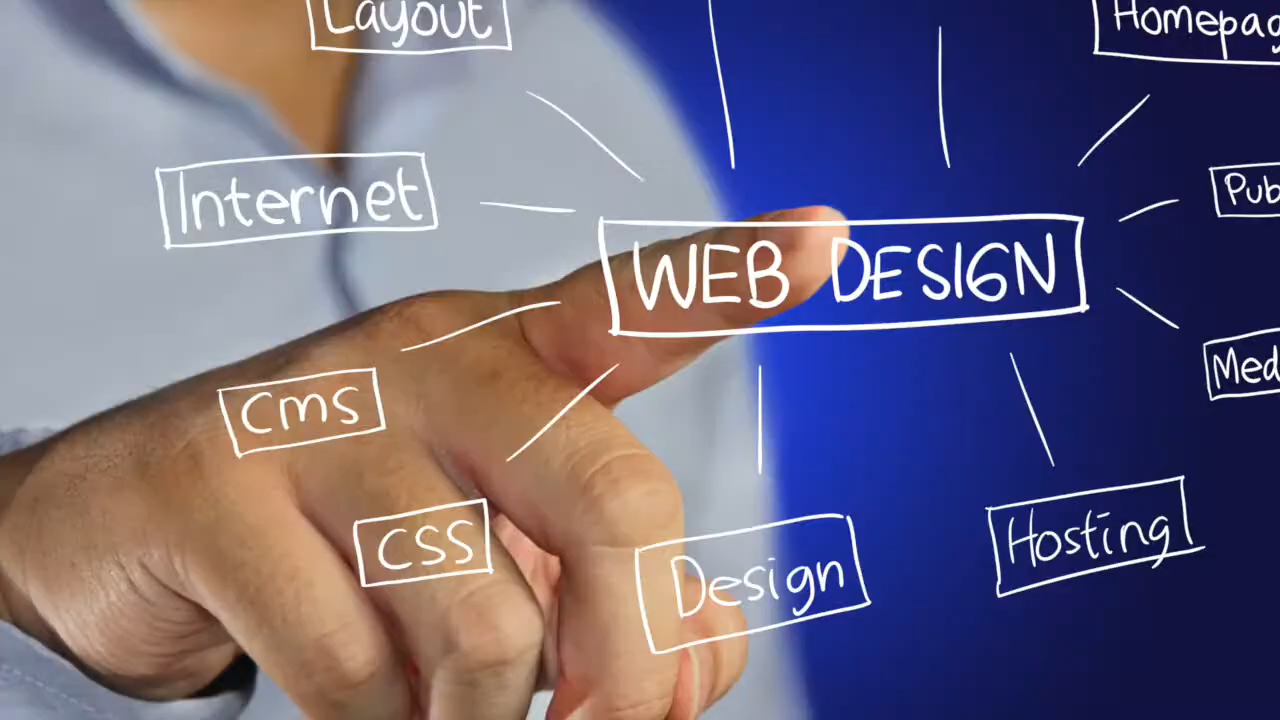 Layout
Homepag
Internet
Pub
WEB DESIGN
Med
cms
CSS
Design
Hosting